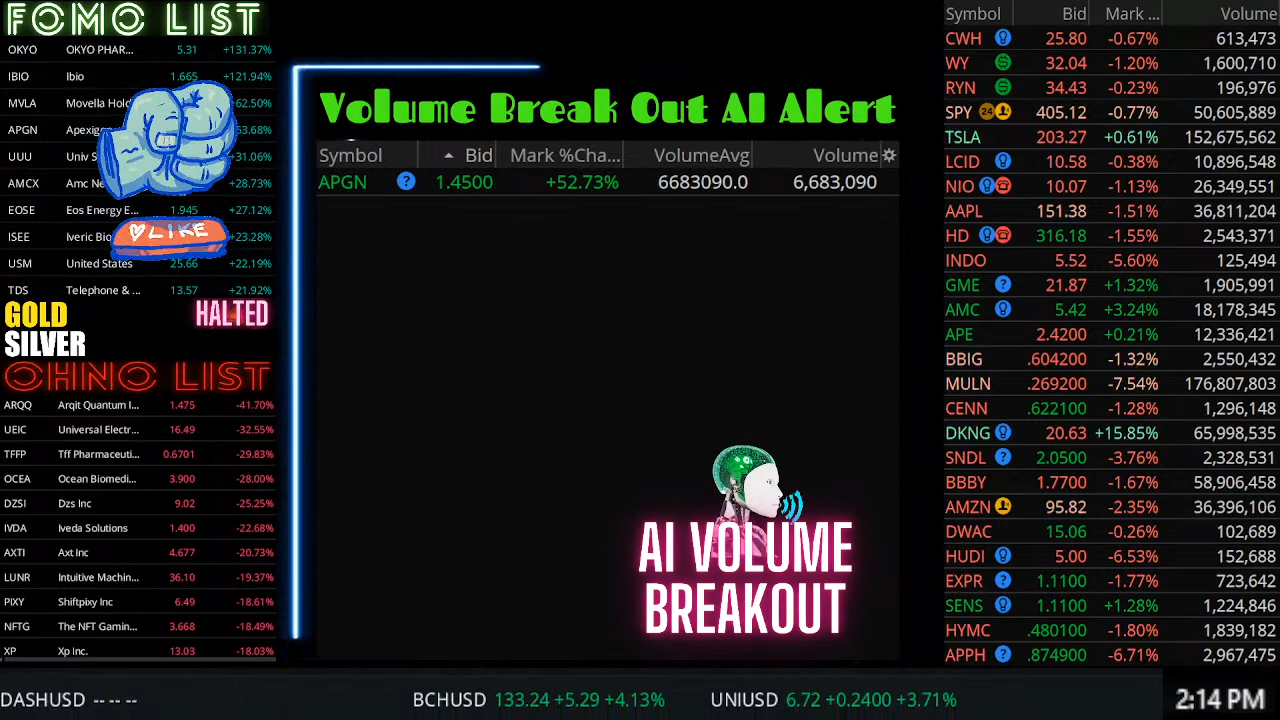 FOMO LIST
OKYO OKYO PHAR... 5.31 +131.37%
IBIO Ibio 1.665 +121.94%
MVLA Movella Hold +62.50%
APGN Apexig 53.68%
UUU Univ S +31.06%
AMCX Amc Ne +28.73%
EOSE Eos Energy E... 1.945 +27.12%
ISEE Iveric Bio +23.28%
LIKE
USM United States 25.66 +22.19%
TDS Telephone & ... 13.57 +21.92%
GOLD HALTED
SILVER
OHNO LIST
ARQQ Arqit Quantum I... 1.475 -41.70%
UEIC Universal Electr... 16.49 -32.55%
TFFP Tff Pharmaceuti... 0.6701 -29.83%
OCEA Ocean Biomedi... 3.900 -28.00%
DZSI Dzs Inc 9.02 -25.25%
IVDA Iveda Solutions 1.400 -22.68%
AXTI Axt Inc 4.677 -20.73%
LUNR Intuitive Machin... 36.10 -19.37%
PIXY Shiftpixy Inc 6.49 -18.61%
NFTG The NFT Gamin... 3.668 -18.49%
XP Xp Inc. 13.03 -18.03%
Volume Break Out AI Alert
Symbol Bid Mark %Cha... VolumeAvg Volume
APGN ? 1.4500 +52.73% 6683090.0 6,683,090
AI VOLUME
BREAKOUT
Symbol Bid Mark ... Volume
CWH 25.80 -0.67% 613,473
WY 32.04 -1.20% 1,600,710
RYN 34.43 -0.23% 196,976
SPY 24 405.12 -0.77% 50,605,889
TSLA 203.27 +0.61% 152,675,562
LCID 10.58 -0.38% 10,896,548
NIO 10.07 -1.13% 26,349,551
AAPL 151.38 -1.51% 36,811,204
HD 316.18 -1.55% 2,543,371
INDO 5.52 -5.60% 125,494
GME ? 21.87 +1.32% 1,905,991
AMC 5.42 +3.24% 18,178,345
APE 2.4200 +0.21% 12,336,421
BBIG .604200 -1.32% 2,550,432
MULN .269200 -7.54% 176,807,803
CENN .622100 -1.28% 1,296,148
DKNG 20.63 +15.85% 65,998,535
SNDL ? 2.0500 -3.76% 2,328,531
BBBY 1.7700 -1.67% 58,906,458
AMZN 95.82 -2.35% 36,396,106
DWAC 15.06 -0.26% 102,689
HUDI 5.00 -6.53% 152,688
EXPR ? 1.1100 -1.77% 723,642
SENS 1.1100 +1.28% 1,224,846
HYMC .480100 -1.80% 1,839,182
APPH ? .874900 -6.71% 2,967,475
DASHUSD -- -- -- BCHUSD 133.24 +5.29 +4.13% UNIUSD 6.72 +0.2400 +3.71% 2:14 PM